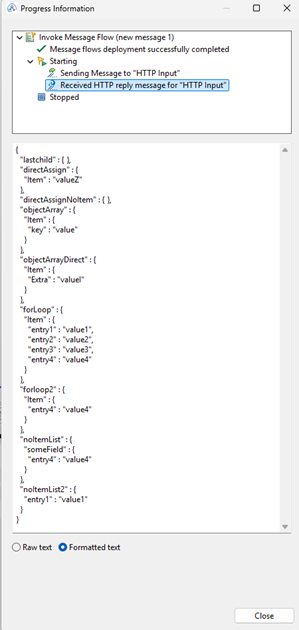 Progress Information
Invoke Message Flow (new message 1)
Message flows deployment successfully completed
Starting
Sending Message to "HTTP Input"
Received HTTP reply message for "HTTP Input"
Stopped
{
"lastchild" : { },
"directAssign" : {
"Item" : "valueZ"
},
"directAssignNoItem" : { },
"objectArray" : {
"Item" : {
"key" : "value"
}
},
"objectArrayDirect" : {
"Item" : {
"Extra" : "valueI"
}
},
"forLoop" : {
"Item" : {
"entry1" : "value1",
"entry2" : "value2",
"entry3" : "value3",
"entry4" : "value4"
}
},
"forloop2" : {
"Item" : {
"entry4" : "value4"
}
},
"noItemList" : {
"someField" : {
"entry4" : "value4"
}
},
"noItemList2" : {
"entry1" : "value1"
}
}
Raw text Formatted text
Close